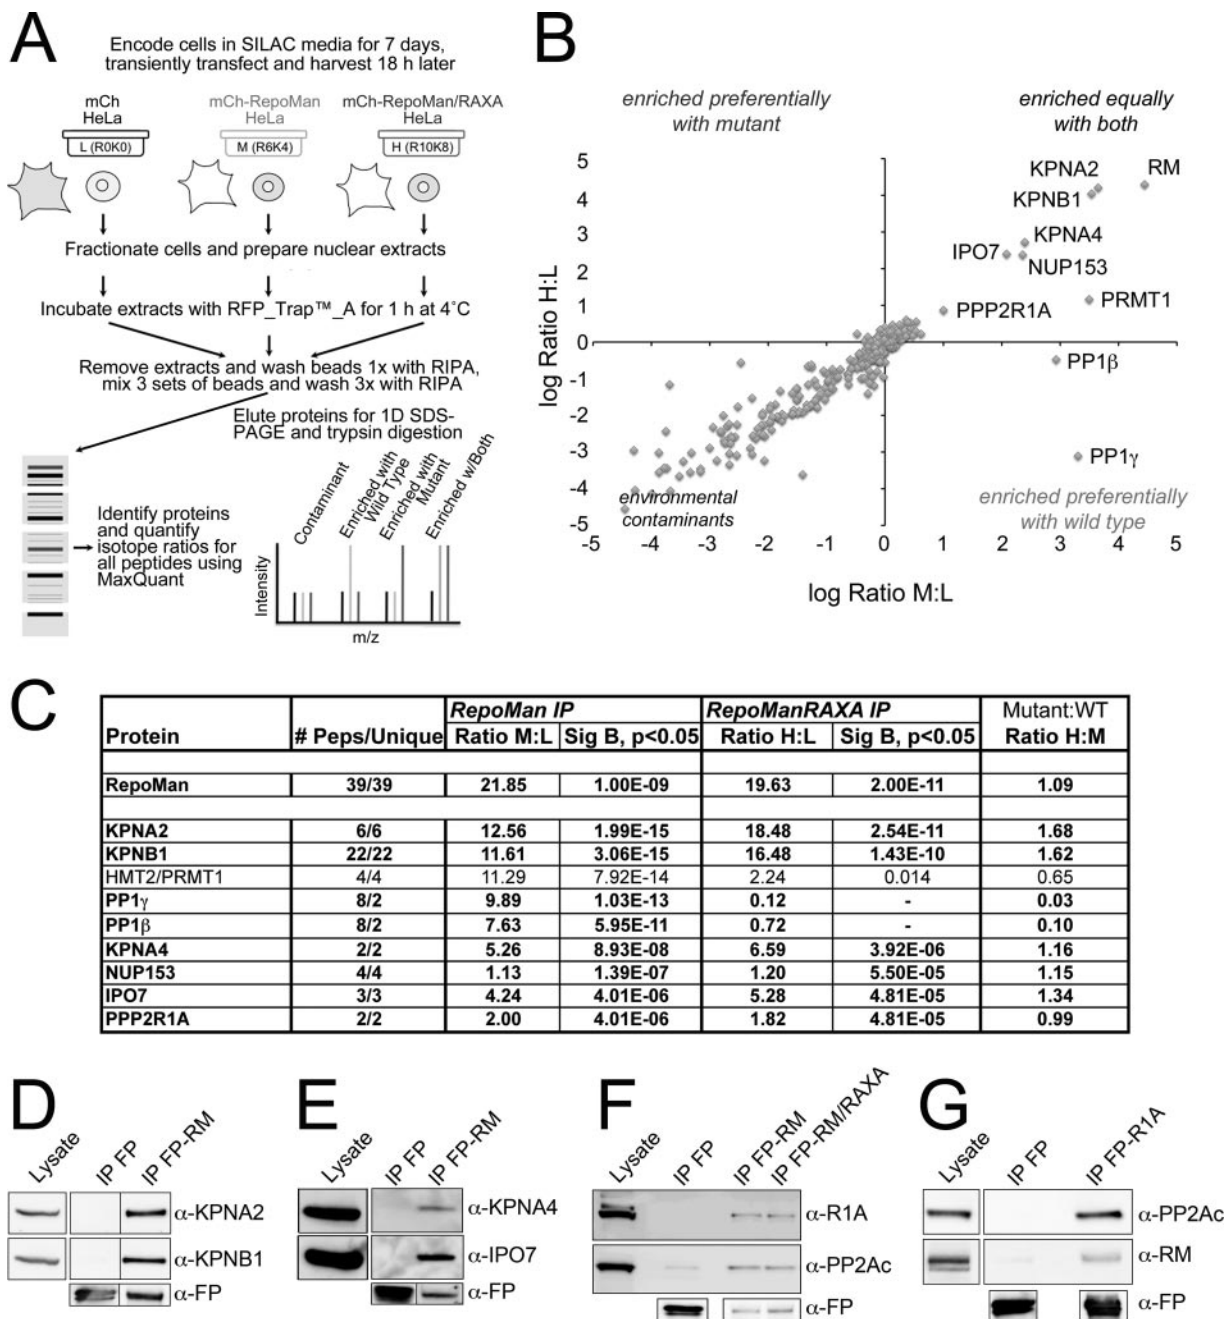 A
Encode cells in SILAC media for 7 days,
transiently transfect and harvest 18 h later
mCh
HeLa
mCh-RepoMan
HeLa
mCh-RepoMan/RAXA
HeLa
L (R0K0)
M (R6K4)
H (R10K8)
Fractionate cells and prepare nuclear extracts
Incubate extracts with RFP_Trap™_A for 1 h at 4˚C
Remove extracts and wash beads 1x with RIPA,
mix 3 sets of beads and wash 3x with RIPA
Elute proteins for 1D SDS-
PAGE and trypsin digestion
Identify proteins
and quantify
isotope ratios for
all peptides using
MaxQuant
Contaminant
Enriched with
Wild Type
Enriched with
Mutant
Enriched w/Both
Intensity
m/z
B
enriched preferentially
with mutant
enriched equally
with both
log Ratio H:L
5
4
3
2
1
0
-1
-2
-3
-4
-5
KPNA2
RM
KPNB1
KPNA4
IPO7
NUP153
PPP2R1A
PRMT1
PP1β
PP1γ
environmental
contaminants
enriched preferentially
with wild type
-5 -4 -3 -2 -1 0 1 2 3 4 5
log Ratio M:L
C
RepoMan IP RepoManRAXA IP Mutant:WT
Protein # Peps/Unique Ratio M:L Sig B, p<0.05 Ratio H:L Sig B, p<0.05 Ratio H:M
RepoMan 39/39 21.85 1.00E-09 19.63 2.00E-11 1.09
KPNA2 6/6 12.56 1.99E-15 18.48 2.54E-11 1.68
KPNB1 22/22 11.61 3.06E-15 16.48 1.43E-10 1.62
HMT2/PRMT1 4/4 11.29 7.92E-14 2.24 0.014 0.65
PP1γ 8/2 9.89 1.03E-13 0.12 - 0.03
PP1β 8/2 7.63 5.95E-11 0.72 - 0.10
KPNA4 2/2 5.26 8.93E-08 6.59 3.92E-06 1.16
NUP153 4/4 1.13 1.39E-07 1.20 5.50E-05 1.15
IPO7 3/3 4.24 4.01E-06 5.28 4.81E-05 1.34
PPP2R1A 2/2 2.00 4.01E-06 1.82 4.81E-05 0.99
D
Lysate
IP FP
IP FP-RM
α-KPNA2
α-KPNB1
α-FP
E
Lysate
IP FP
IP FP-RM
α-KPNA4
α-IPO7
α-FP
F
Lysate
IP FP
IP FP-RM
IP FP-RM/RAXA
α-R1A
α-PP2Ac
α-FP
G
Lysate
IP FP
IP FP-R1A
α-PP2Ac
α-RM
α-FP